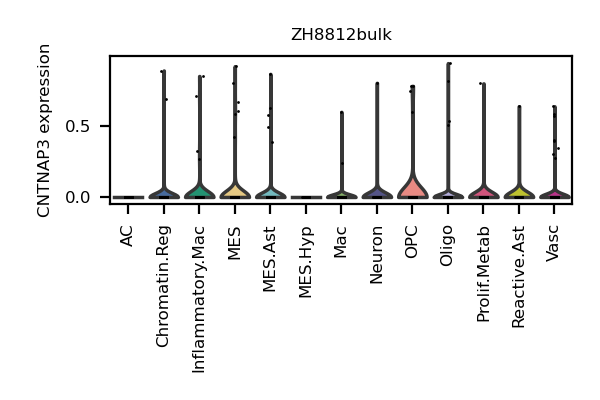 ZH8812bulk
CNTNAP3 expression
0.5
0.0
AC
Chromatin.Reg
Inflammatory.Mac
MES
MES.Ast
MES.Hyp
Mac
Neuron
OPC
Oligo
Prolif.Metab
Reactive.Ast
Vasc